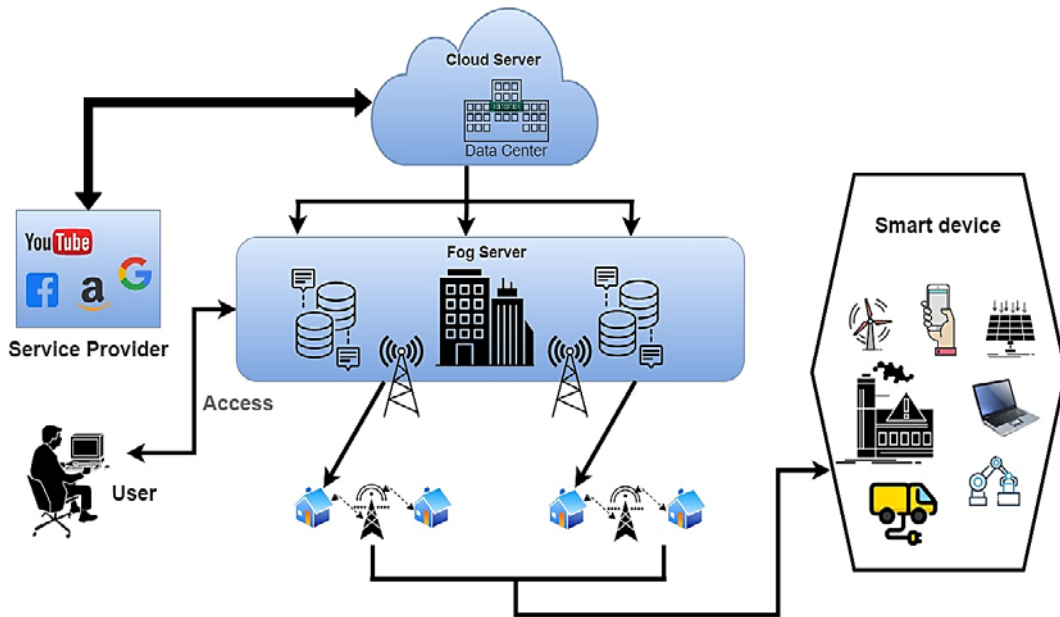 Cloud Server
Data Center
YouTube
a
G
Service Provider
Fog Server
Smart device
Access
User